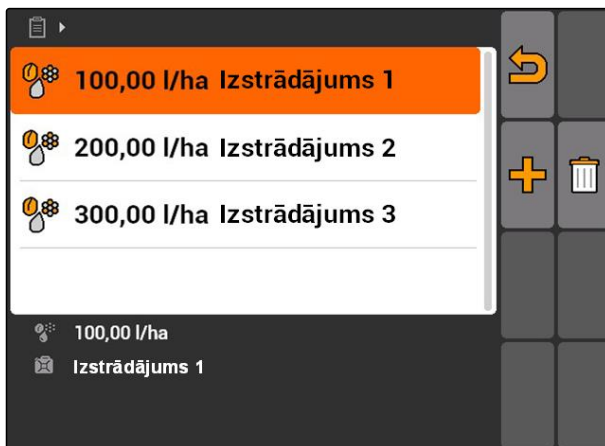 100,00 l/ha Izstrādājums 1
200,00 l/ha Izstrādājums 2
300,00 l/ha Izstrādājums 3
100,00 l/ha
Izstrādājums 1